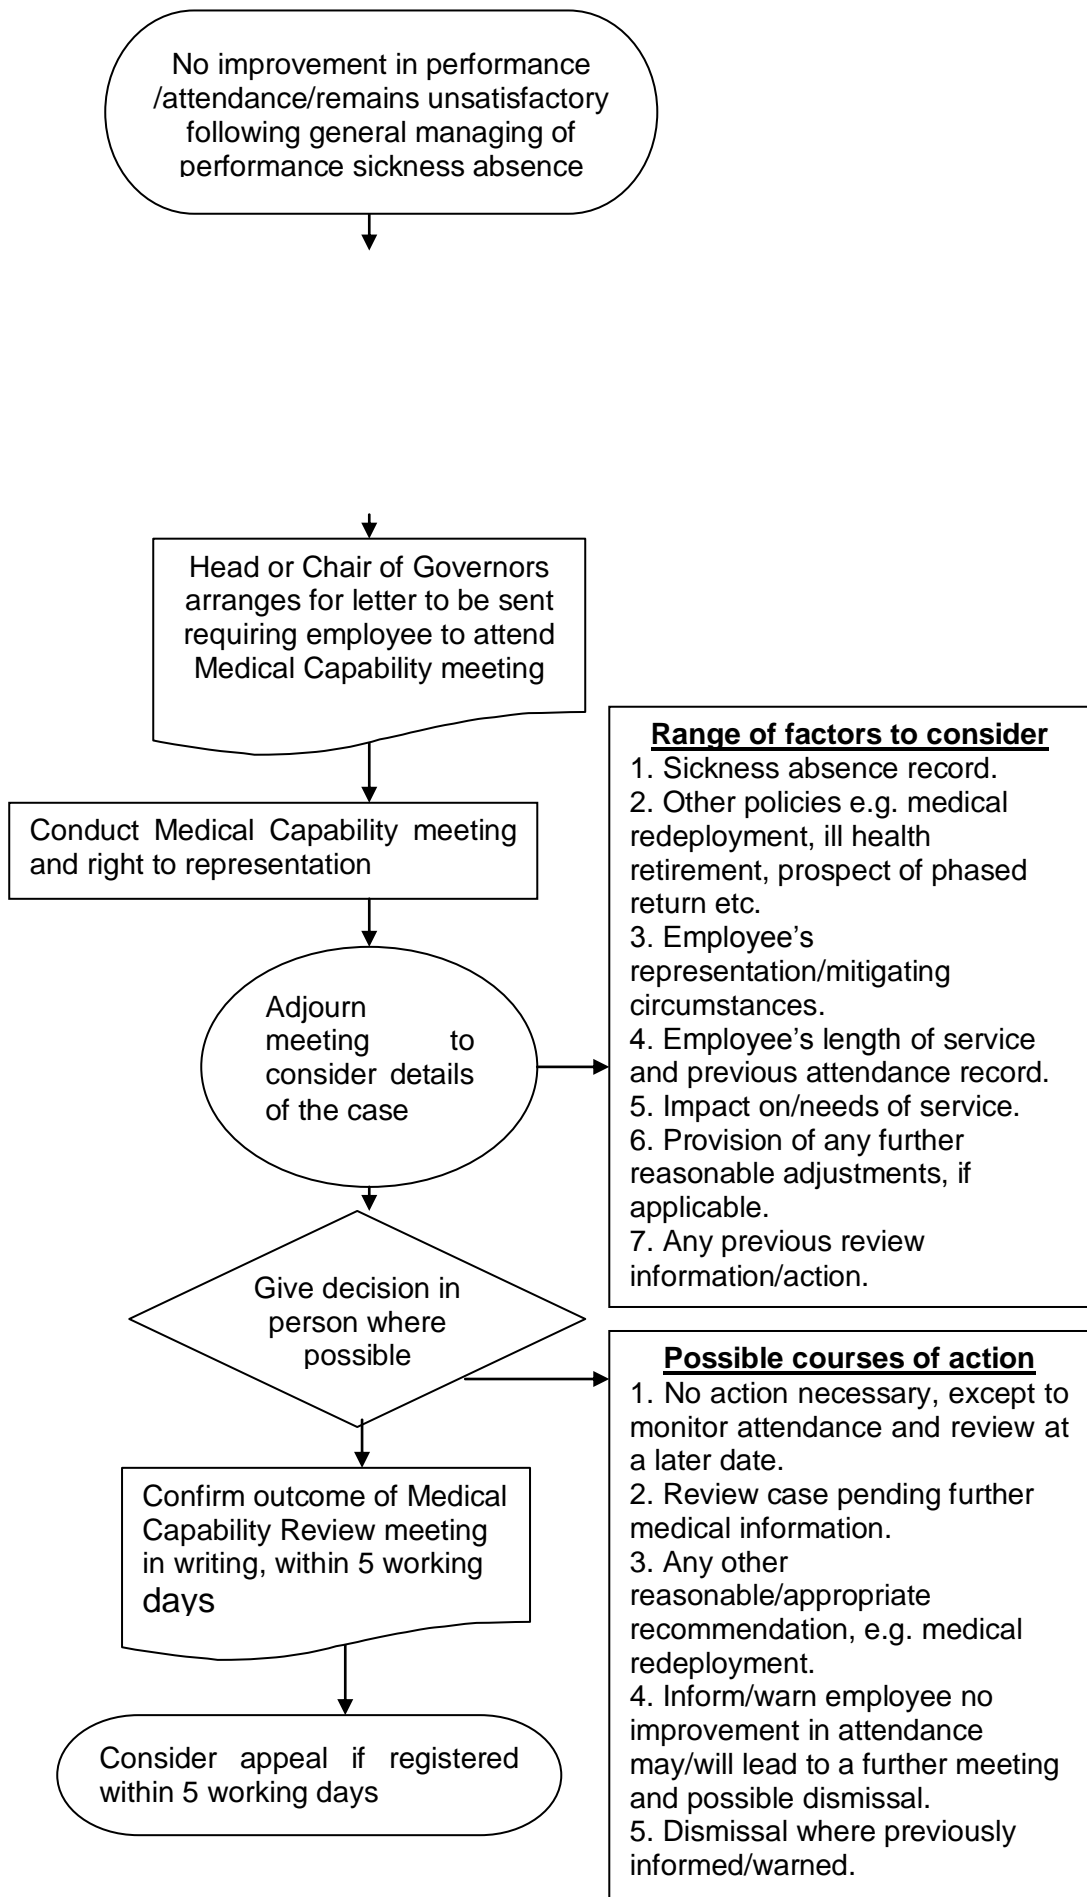 No improvement in performance
/attendance/remains unsatisfactory
following general managing of
performance sickness absence
Head or Chair of Governors
arranges for letter to be sent
requiring employee to attend
Medical Capability meeting
Conduct Medical Capability meeting
and right to representation
Adjourn
meeting to
consider details
of the case
Range of factors to consider
1. Sickness absence record.
2. Other policies e.g. medical
redeployment, ill health
retirement, prospect of phased
return etc.
3. Employee’s
representation/mitigating
circumstances.
4. Employee’s length of service
and previous attendance record.
5. Impact on/needs of service.
6. Provision of any further
reasonable adjustments, if
applicable.
7. Any previous review
information/action.
Give decision in
person where
possible
Possible courses of action
1. No action necessary, except to
monitor attendance and review at
a later date.
2. Review case pending further
medical information.
3. Any other
reasonable/appropriate
recommendation, e.g. medical
redeployment.
4. Inform/warn employee no
improvement in attendance
may/will lead to a further meeting
and possible dismissal.
5. Dismissal where previously
informed/warned.
Confirm outcome of Medical
Capability Review meeting
in writing, within 5 working
days
Consider appeal if registered
within 5 working days